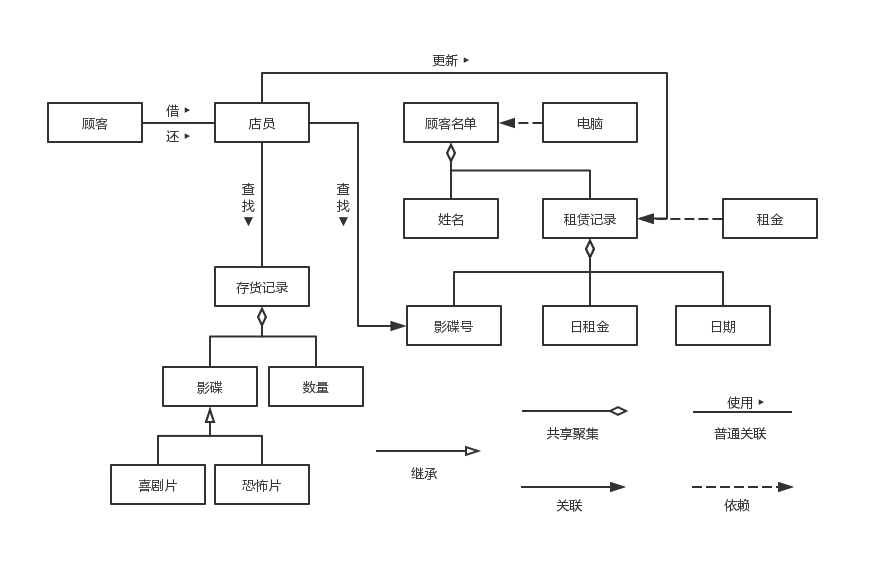 更新 ▸
顾客
借 ▸
还 ▸
店员
顾客名单
电脑
查找▼
查找▼
姓名
租赁记录
租金
存货记录
影碟号
日租金
日期
影碟
数量
使用 ▸
共享聚集
普通关联
继承
喜剧片
恐怖片
关联
依赖